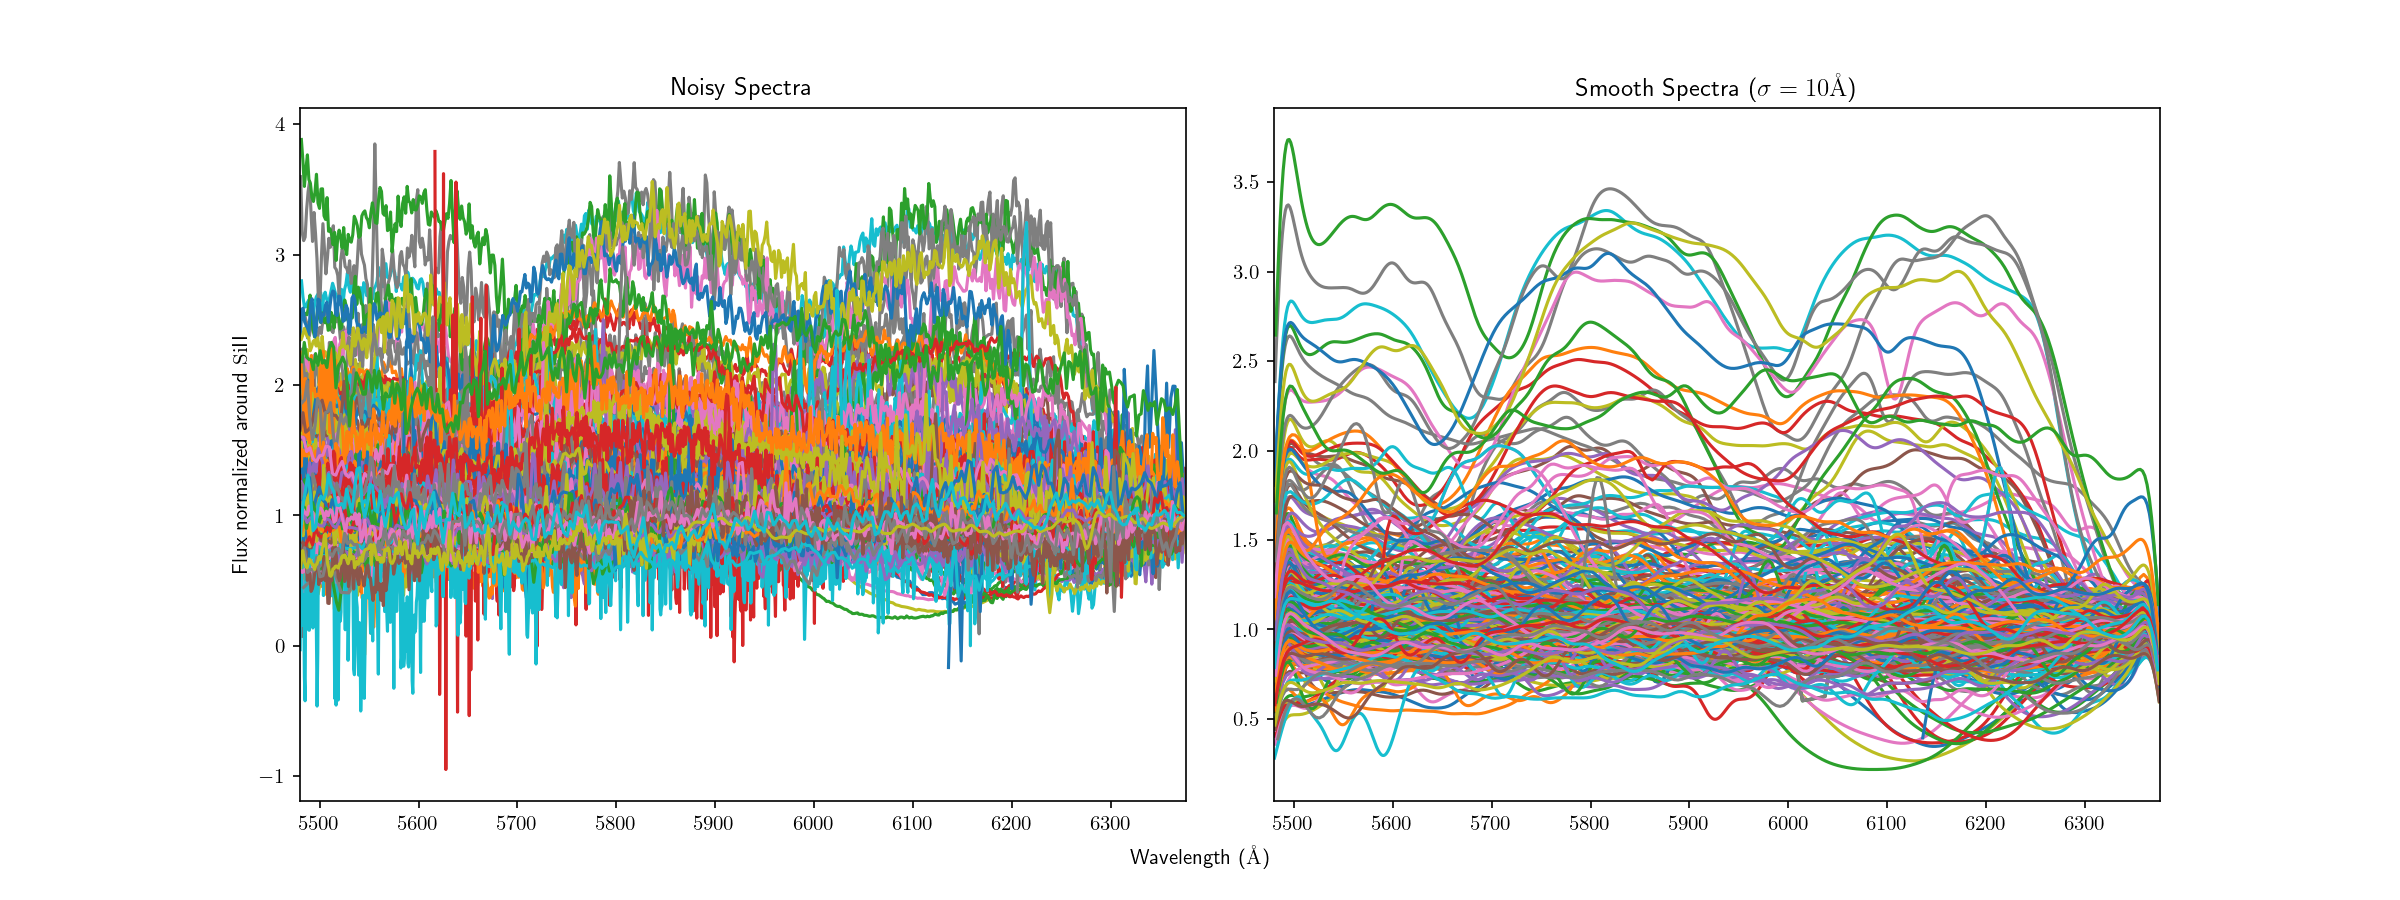 Noisy Spectra
Smooth Spectra (σ = 10Å)
Flux normalized around SiII
4
3
2
1
0
−1
5500 5600 5700 5800 5900 6000 6100 6200 6300
3.5
3.0
2.5
2.0
1.5
1.0
0.5
5500 5600 5700 5800 5900 6000 6100 6200 6300
Wavelength (Å)